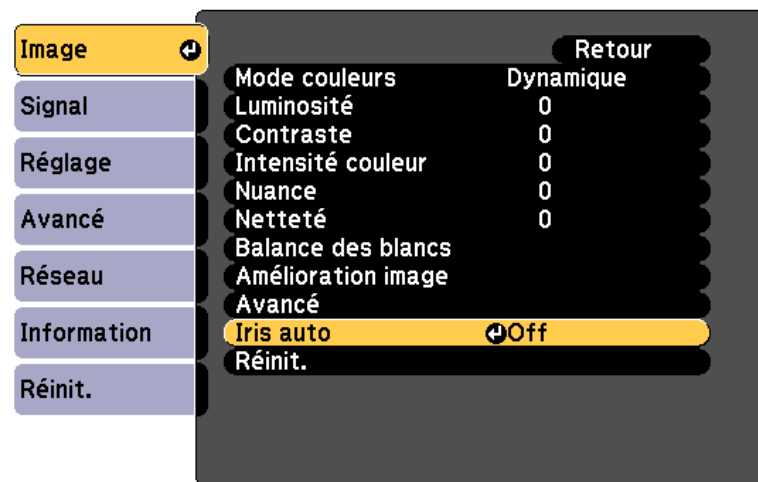 Image
Signal
Réglage
Avancé
Réseau
Information
Réinit.
Retour
Mode couleurs Dynamique
Luminosité 0
Contraste 0
Intensité couleur 0
Nuance 0
Netteté 0
Balance des blancs
Amélioration image
Avancé
Iris auto Off
Réinit.